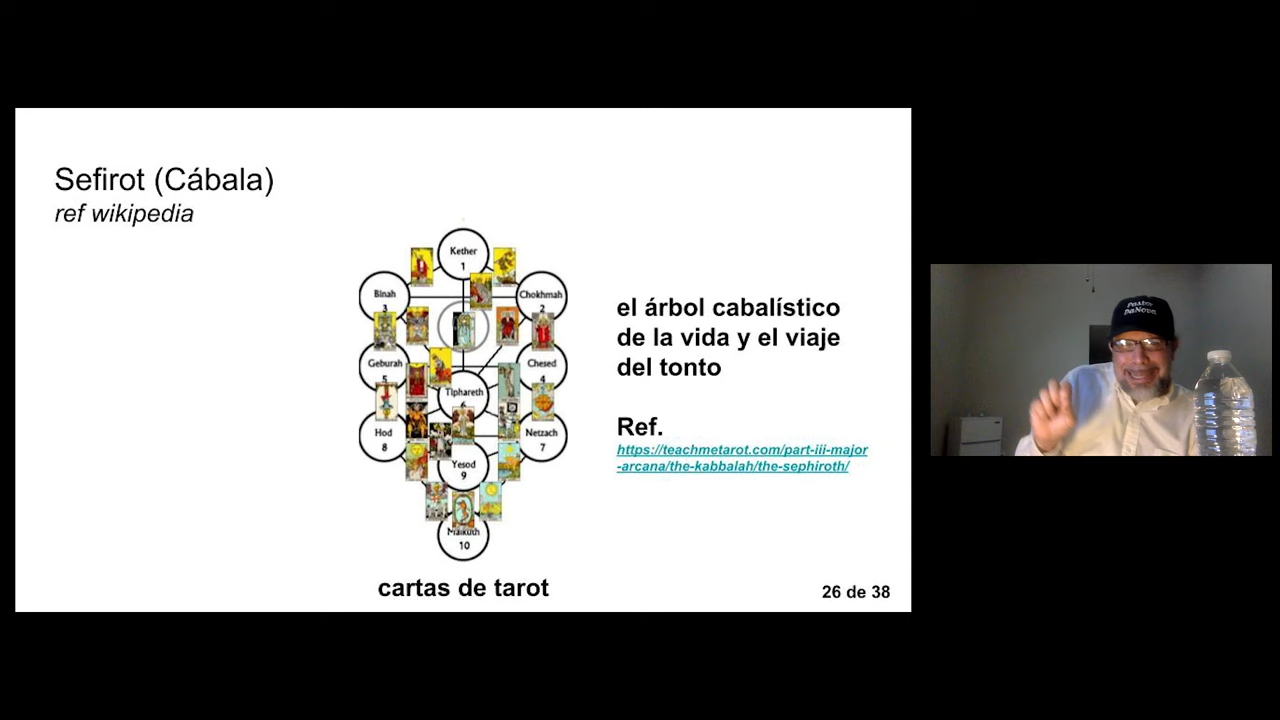 Sefirot (Cábala)
ref wikipedia
Kether
1
Binah
3
Chokhmah
2
Geburah
5
Chesed
4
Tiphareth
6
Hod
8
Netzach
7
Yesod
9
Malkuth
10
cartas de tarot
el árbol cabalístico
de la vida y el viaje
del tonto
Ref.
https://teachmetarot.com/part-iii-major
-arcana/the-kabbalah/the-sephiroth/
26 de 38
Pastor
DaNova